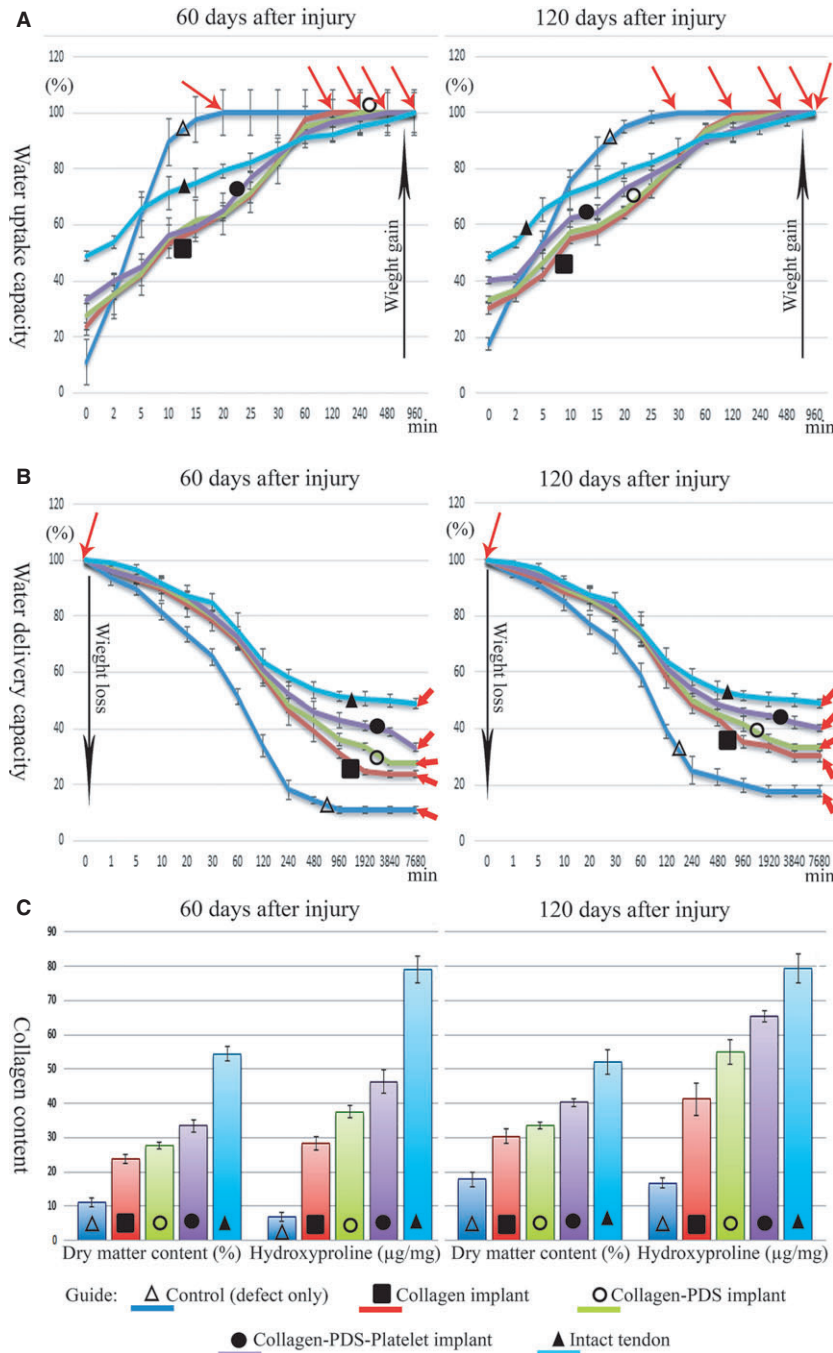 A
60 days after injury
120 days after injury
(%)
120
100
80
60
40
20
0
Water uptake capacity
Wieght gain
0 2 5 10 15 20 25 30 60 120 240 480 960
min
(%)
120
100
80
60
40
20
0
Wieght gain
0 2 5 10 15 20 25 30 60 120 240 480 960
min
B
60 days after injury
120 days after injury
120
(%)
100
80
60
40
20
0
Water delivery capacity
Wieght loss
0 1 5 10 20 30 60 120 240 480 960 1920 3840 7680
min
120
(%)
100
80
60
40
20
0
Wieght loss
0 1 5 10 20 30 60 120 240 480 960 1920 3840 7680
min
C
60 days after injury
120 days after injury
90
80
70
60
50
40
30
20
10
0
Collagen content
Dry matter content (%) Hydroxyproline (µg/mg)
Dry matter content (%) Hydroxyproline (µg/mg)
Guide: Control (defect only) Collagen implant Collagen-PDS implant
Collagen-PDS-Platelet implant Intact tendon